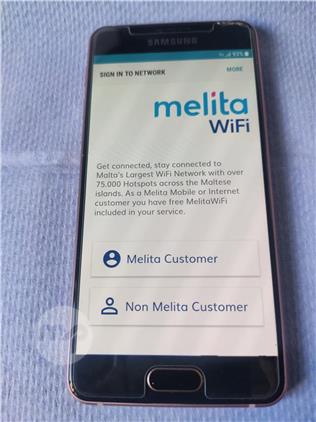 SAMSUNG
93%
SIGN IN TO NETWORK MORE
melita
WiFi
Get connected, stay connected to
Malta's Largest WiFi Network with over
75.000 Hotspots across the Maltese
islands. As a Melita Mobile or Internet
customer you have free MelitaWiFi
included in your service.
Melita Customer
Non Melita Customer